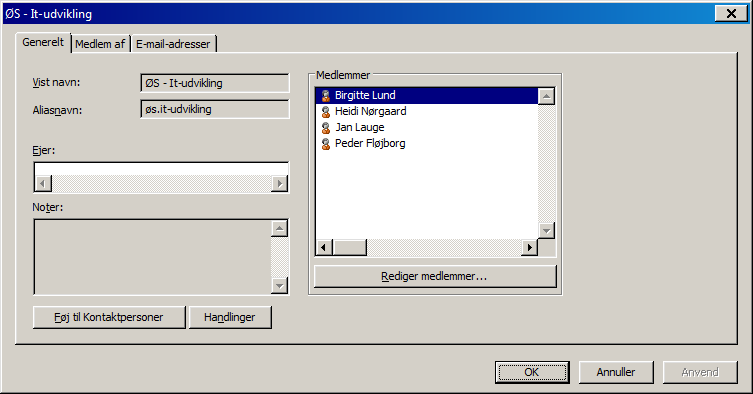 ØS - It-udvikling
Generelt
Medlem af
E-mail-adresser
Vist navn:
ØS - It-udvikling
Aliasnavn:
øs.it-udvikling
Ejer:
Noter:
Føj til Kontaktpersoner
Handlinger
Medlemmer
Birgitte Lund
Heidi Nørgaard
Jan Lauge
Peder Fløjborg
Rediger medlemmer...
OK
Annuller
Anvend